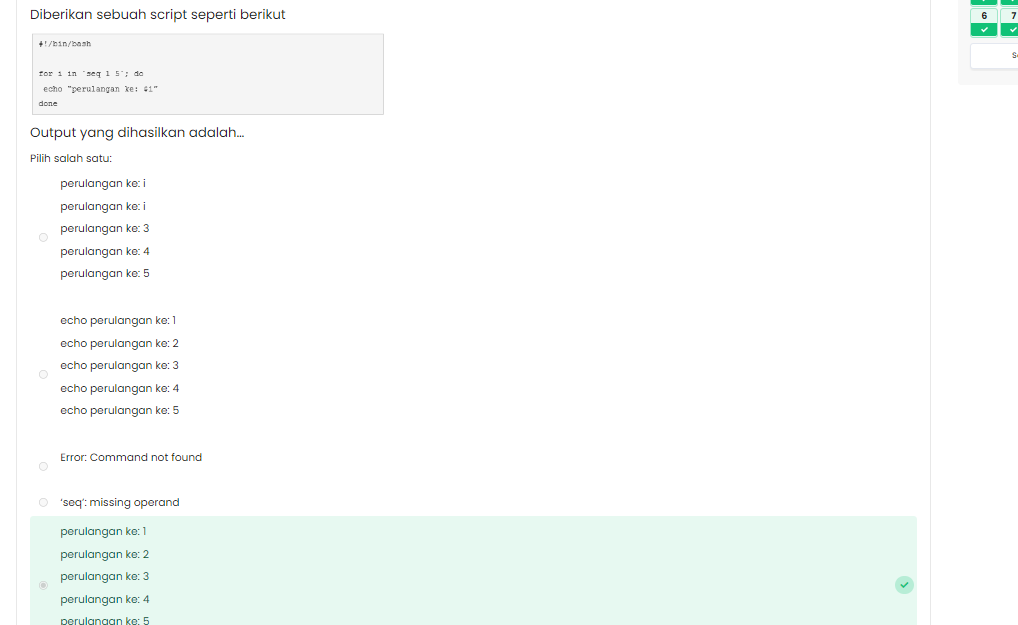 Diberikan sebuah script seperti berikut
#!/bin/bash
for i in `seq 1 5`; do
echo "perulangan ke: $i"
done
Output yang dihasilkan adalah...
Pilih salah satu:
perulangan ke: i
perulangan ke: i
perulangan ke: 3
perulangan ke: 4
perulangan ke: 5
echo perulangan ke: 1
echo perulangan ke: 2
echo perulangan ke: 3
echo perulangan ke: 4
echo perulangan ke: 5
Error: Command not found
‘seq’: missing operand
perulangan ke: 1
perulangan ke: 2
perulangan ke: 3
perulangan ke: 4
perulangan ke: 5
6 7